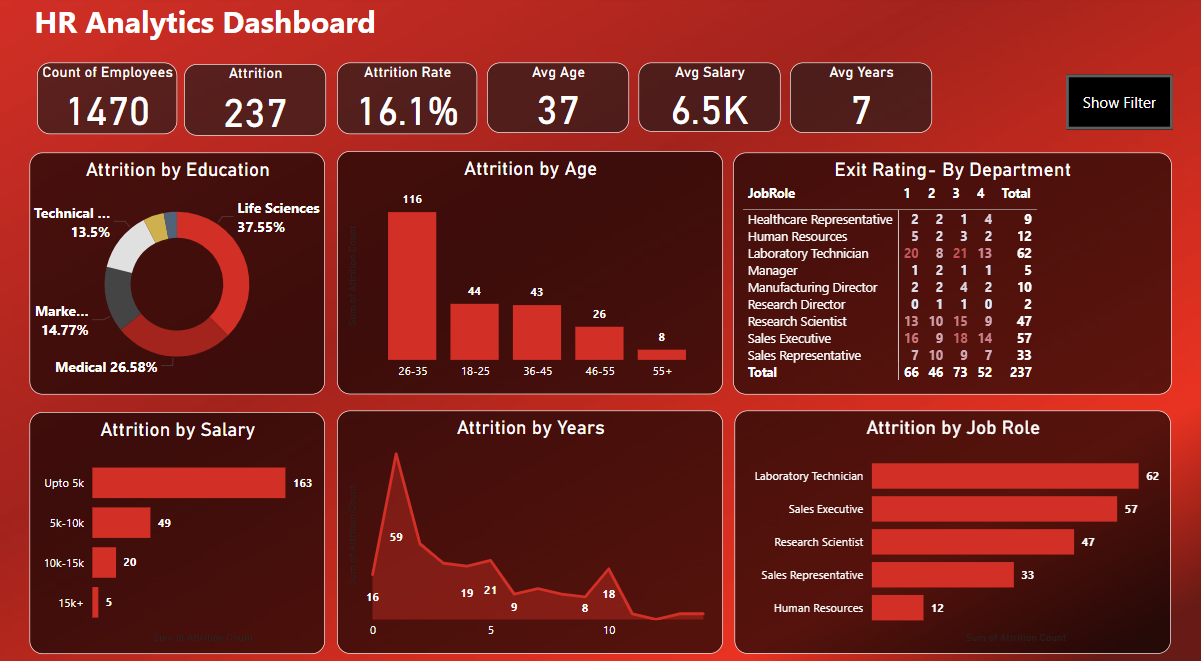 HR Analytics Dashboard
Count of Employees
1470
Attrition
237
Attrition Rate
16.1%
Avg Age
37
Avg Salary
6.5K
Avg Years
7
Show Filter
Attrition by Education
Life Sciences
37.55%
Technical ...
13.5%
Marke...
14.77%
Medical 26.58%
Attrition by Age
116
44
43
26
8
26-35 18-25 36-45 46-55 55+
Exit Rating- By Department
JobRole 1 2 3 4 Total
Healthcare Representative 2 2 1 4 9
Human Resources 5 2 3 2 12
Laboratory Technician 20 8 21 13 62
Manager 1 2 1 1 5
Manufacturing Director 2 2 4 2 10
Research Director 0 1 1 0 2
Research Scientist 13 10 15 9 47
Sales Executive 16 9 18 14 57
Sales Representative 7 10 9 7 33
Total 66 46 73 52 237
Attrition by Salary
Upto 5k 163
5k-10k 49
10k-15k 20
15k+ 5
Sum of Attrition Count
Attrition by Years
59
16
19
21
9
8
18
0 5 10
Attrition by Job Role
Laboratory Technician 62
Sales Executive 57
Research Scientist 47
Sales Representative 33
Human Resources 12
Sum of Attrition Count